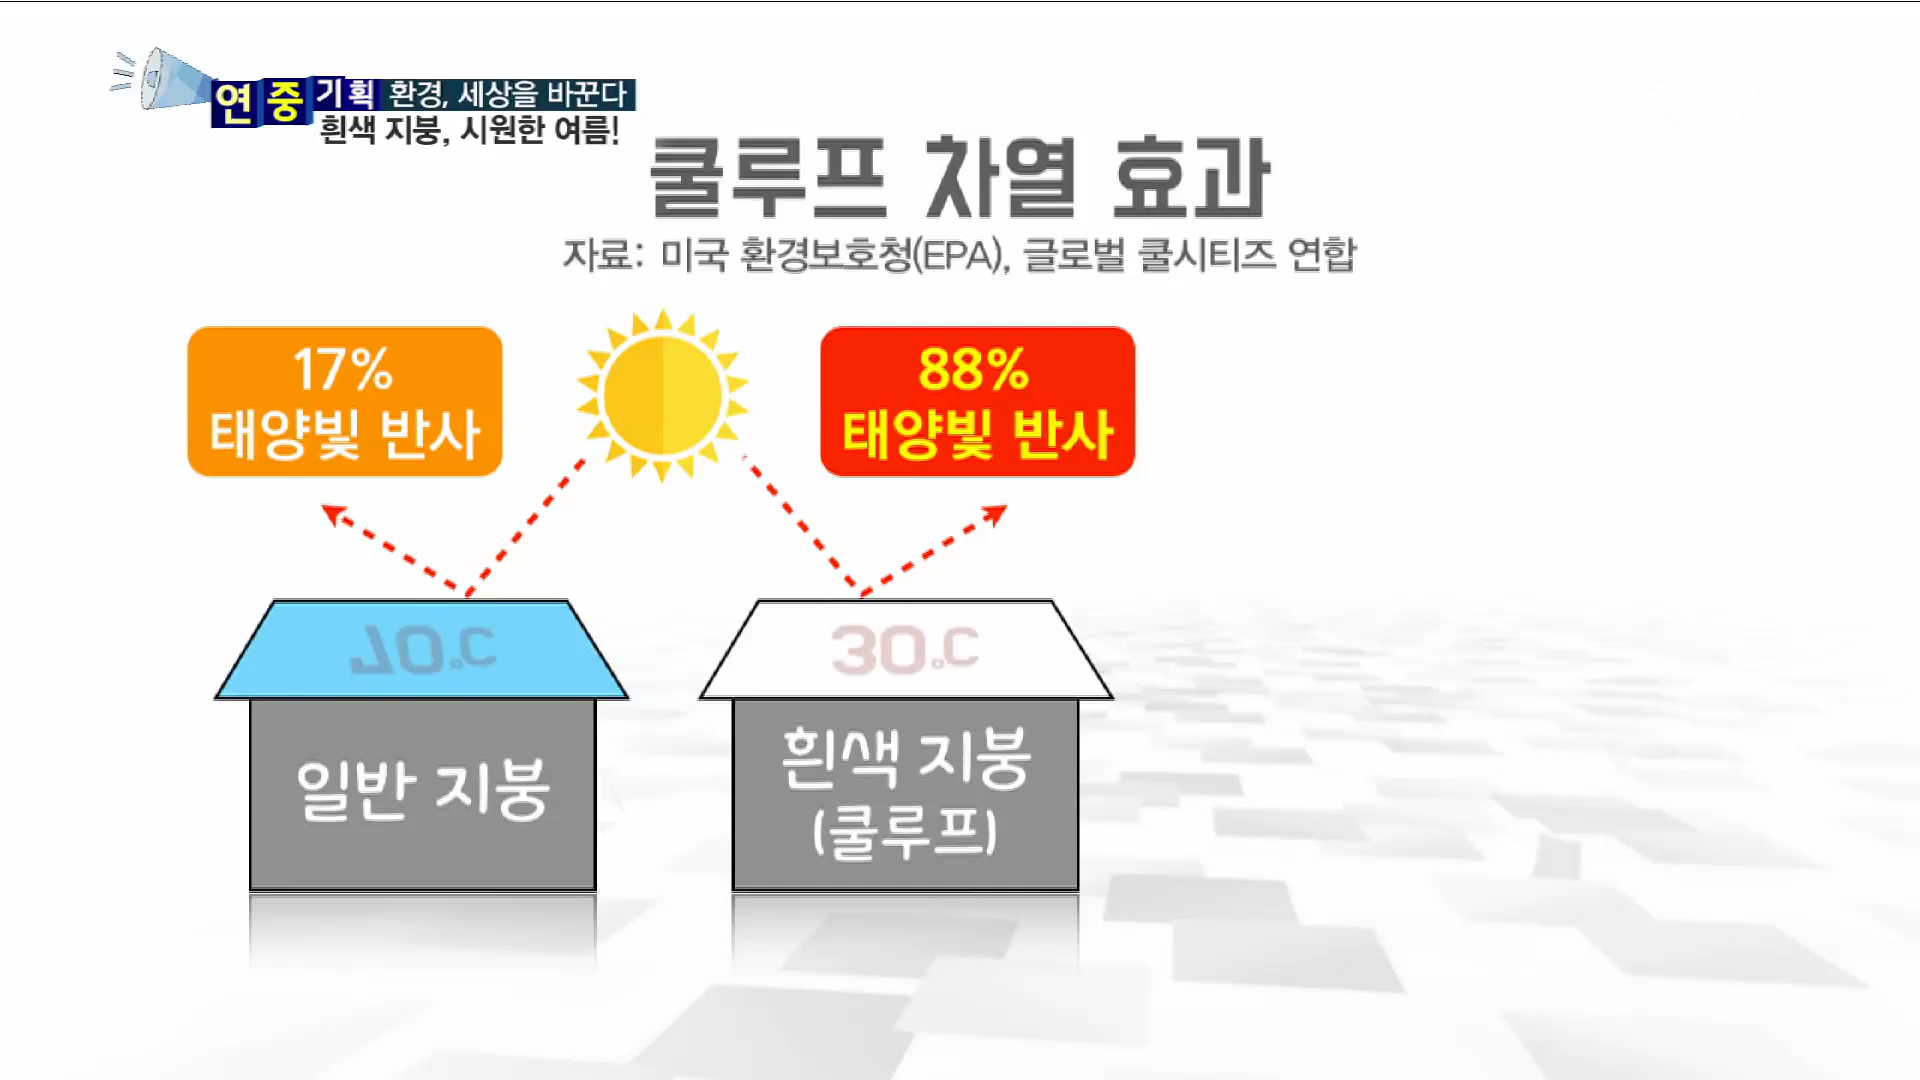 연중기획 환경, 세상을 바꾼다
흰색 지붕, 시원한 여름!
쿨루프 차열 효과
자료: 미국 환경보호청(EPA), 글로벌 쿨시티즈 연합
17%
태양빛 반사
88%
태양빛 반사
70℃
30℃
일반 지붕
흰색 지붕
(쿨루프)